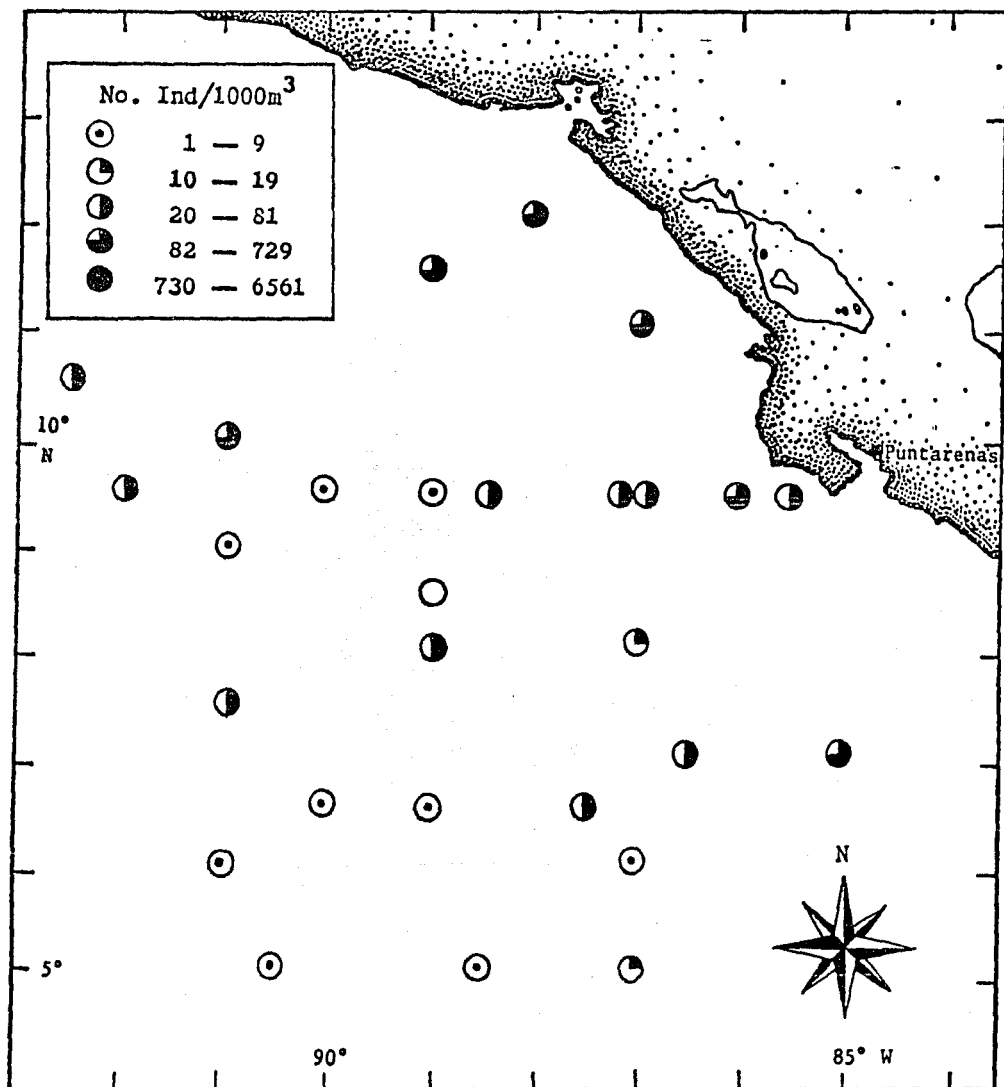 No. Ind/1000m³
1 — 9
10 — 19
20 — 81
82 — 729
730 — 6561
10°
N
Puntarenas
N
5°
90°
85° W